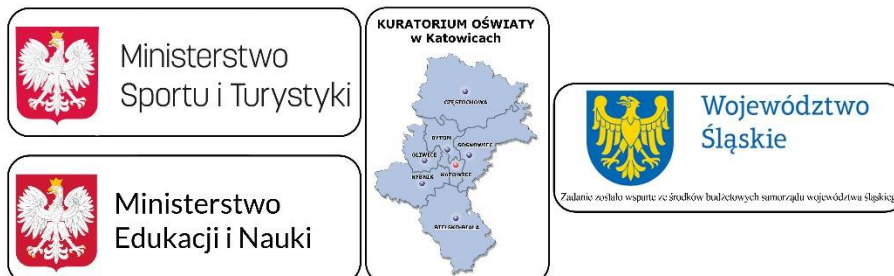 Ministerstwo
Sportu i Turystyki
Ministerstwo
Edukacji i Nauki
KURATORIUM OŚWIATY
w Katowicach
CZĘSTOCHOWA
BYTOM
GLIWICE
SOSNOWIEC
RYBNIK
KATOWICE
BIELSKO-BIAŁA
Województwo
Śląskie
Zadanie zostało wsparte ze środków budżetowych samorządu województwa śląskieg